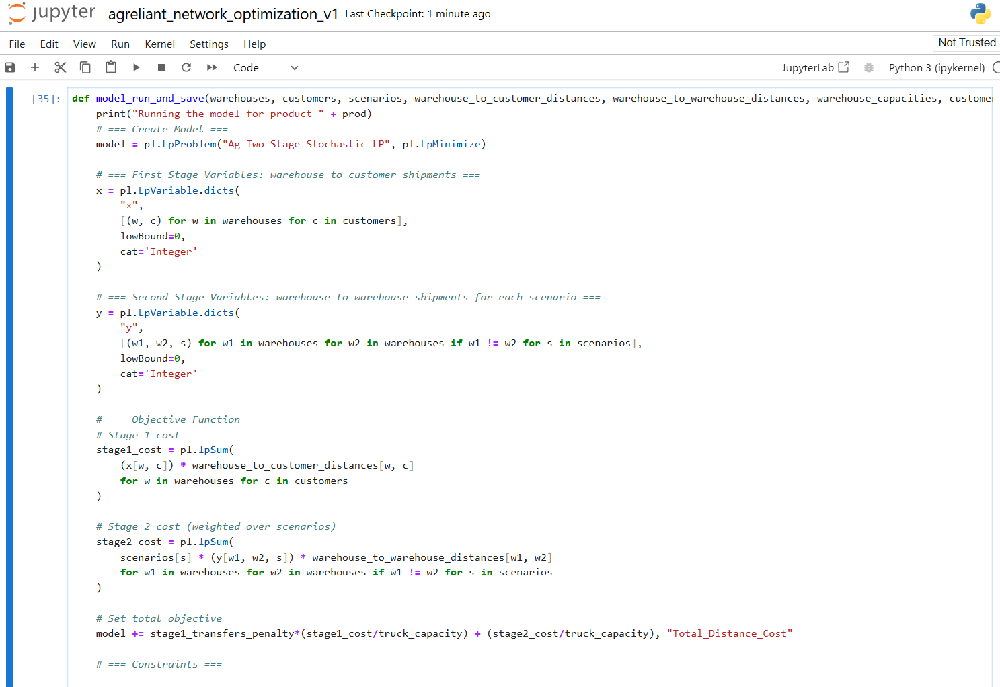 jupyter agreliant_network_optimization_v1 Last Checkpoint: 1 minute ago
File Edit View Run Kernel Settings Help Not Trusted
Code JupyterLab Python 3 (ipykernel)
[35]: def model_run_and_save(warehouses, customers, scenarios, warehouse_to_customer_distances, warehouse_to_warehouse_distances, warehouse_capacities, custome
    print("Running the model for product " + prod)
    # === Create Model ===
    model = pl.LpProblem("Ag_Two_Stage_Stochastic_LP", pl.LpMinimize)
    # === First Stage Variables: warehouse to customer shipments ===
    x = pl.LpVariable.dicts(
        "x",
        [(w, c) for w in warehouses for c in customers],
        lowBound=0,
        cat='Integer'
    )
    # === Second Stage Variables: warehouse to warehouse shipments for each scenario ===
    y = pl.LpVariable.dicts(
        "y",
        [(w1, w2, s) for w1 in warehouses for w2 in warehouses if w1 != w2 for s in scenarios],
        lowBound=0,
        cat='Integer'
    )
    # === Objective Function ===
    # Stage 1 cost
    stage1_cost = pl.lpSum(
        (x[w, c]) * warehouse_to_customer_distances[w, c]
        for w in warehouses for c in customers
    )
    # Stage 2 cost (weighted over scenarios)
    stage2_cost = pl.lpSum(
        scenarios[s] * (y[w1, w2, s]) * warehouse_to_warehouse_distances[w1, w2]
        for w1 in warehouses for w2 in warehouses if w1 != w2 for s in scenarios
    )
    # Set total objective
    model += stage1_transfers_penalty*(stage1_cost/truck_capacity) + (stage2_cost/truck_capacity), "Total_Distance_Cost"
    # === Constraints ===